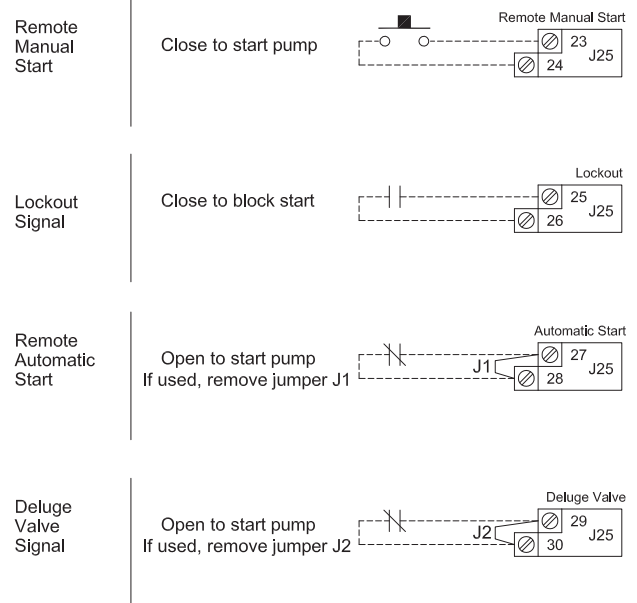 Remote
Manual
Start
Close to start pump
Remote Manual Start
23
24
J25
Lockout
Signal
Close to block start
Lockout
25
26
J25
Remote
Automatic
Start
Open to start pump
If used, remove jumper J1
J1
Automatic Start
27
28
J25
Deluge
Valve
Signal
Open to start pump
If used, remove jumper J2
J2
Deluge Valve
29
30
J25